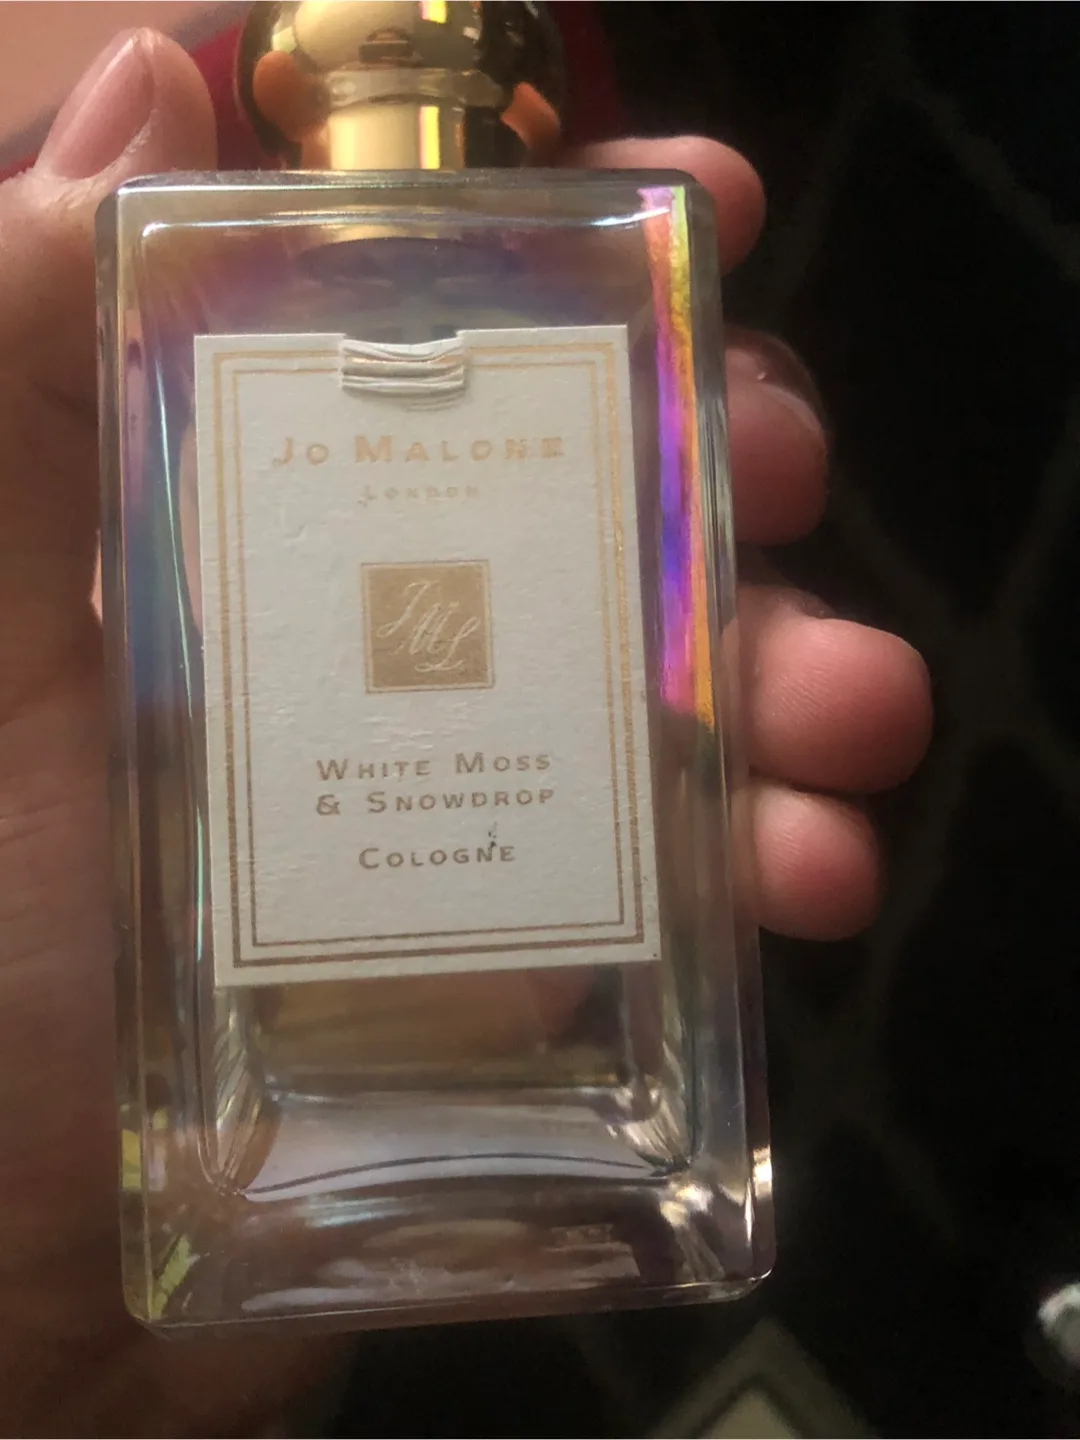 JO MALONE
LONDON
JML
WHITE MOSS
& SNOWDROP
COLOGNE